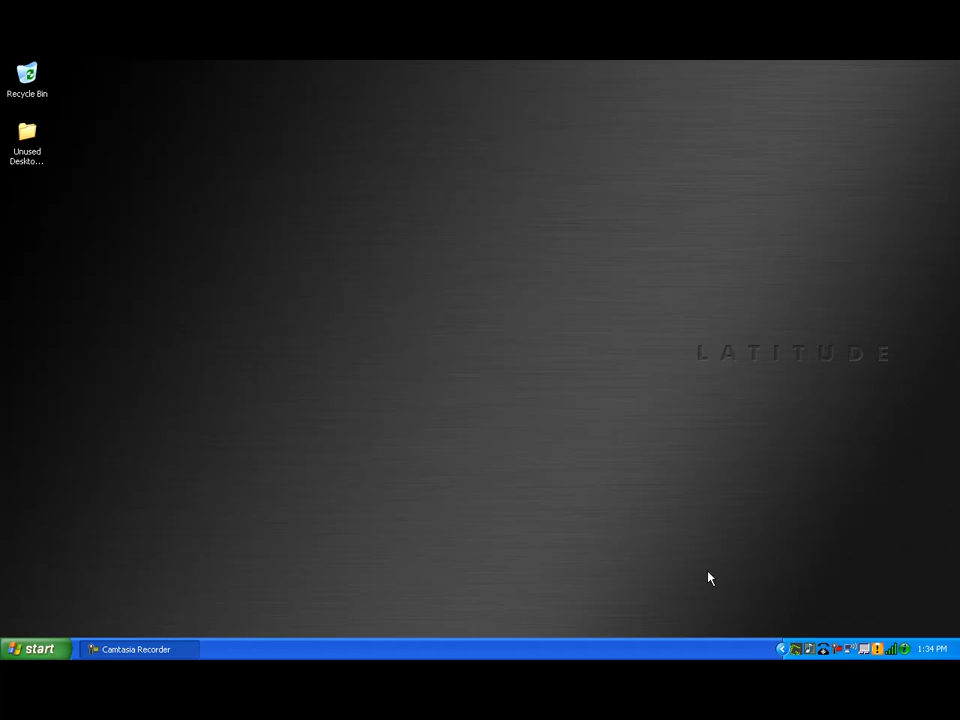 Recycle Bin
Unused
Deskto...
LATITUDE
start
Camtasia Recorder
1:34 PM